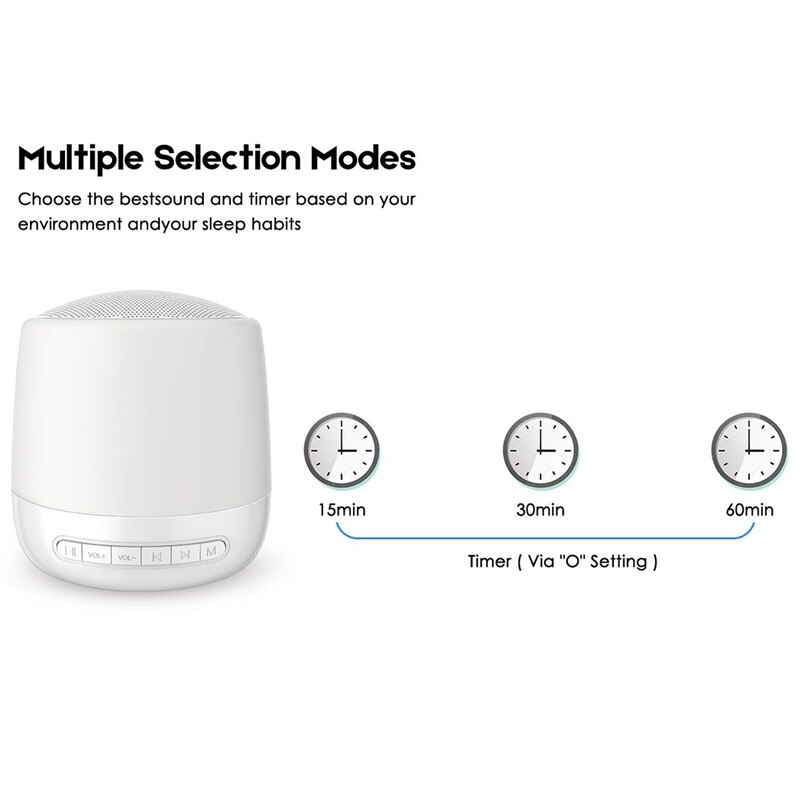 Multiple Selection Modes
Choose the bestsound and timer based on your
environment andyour sleep habits
VOL+ VOL- M
15min 30min 60min
Timer ( Via "O" Setting )